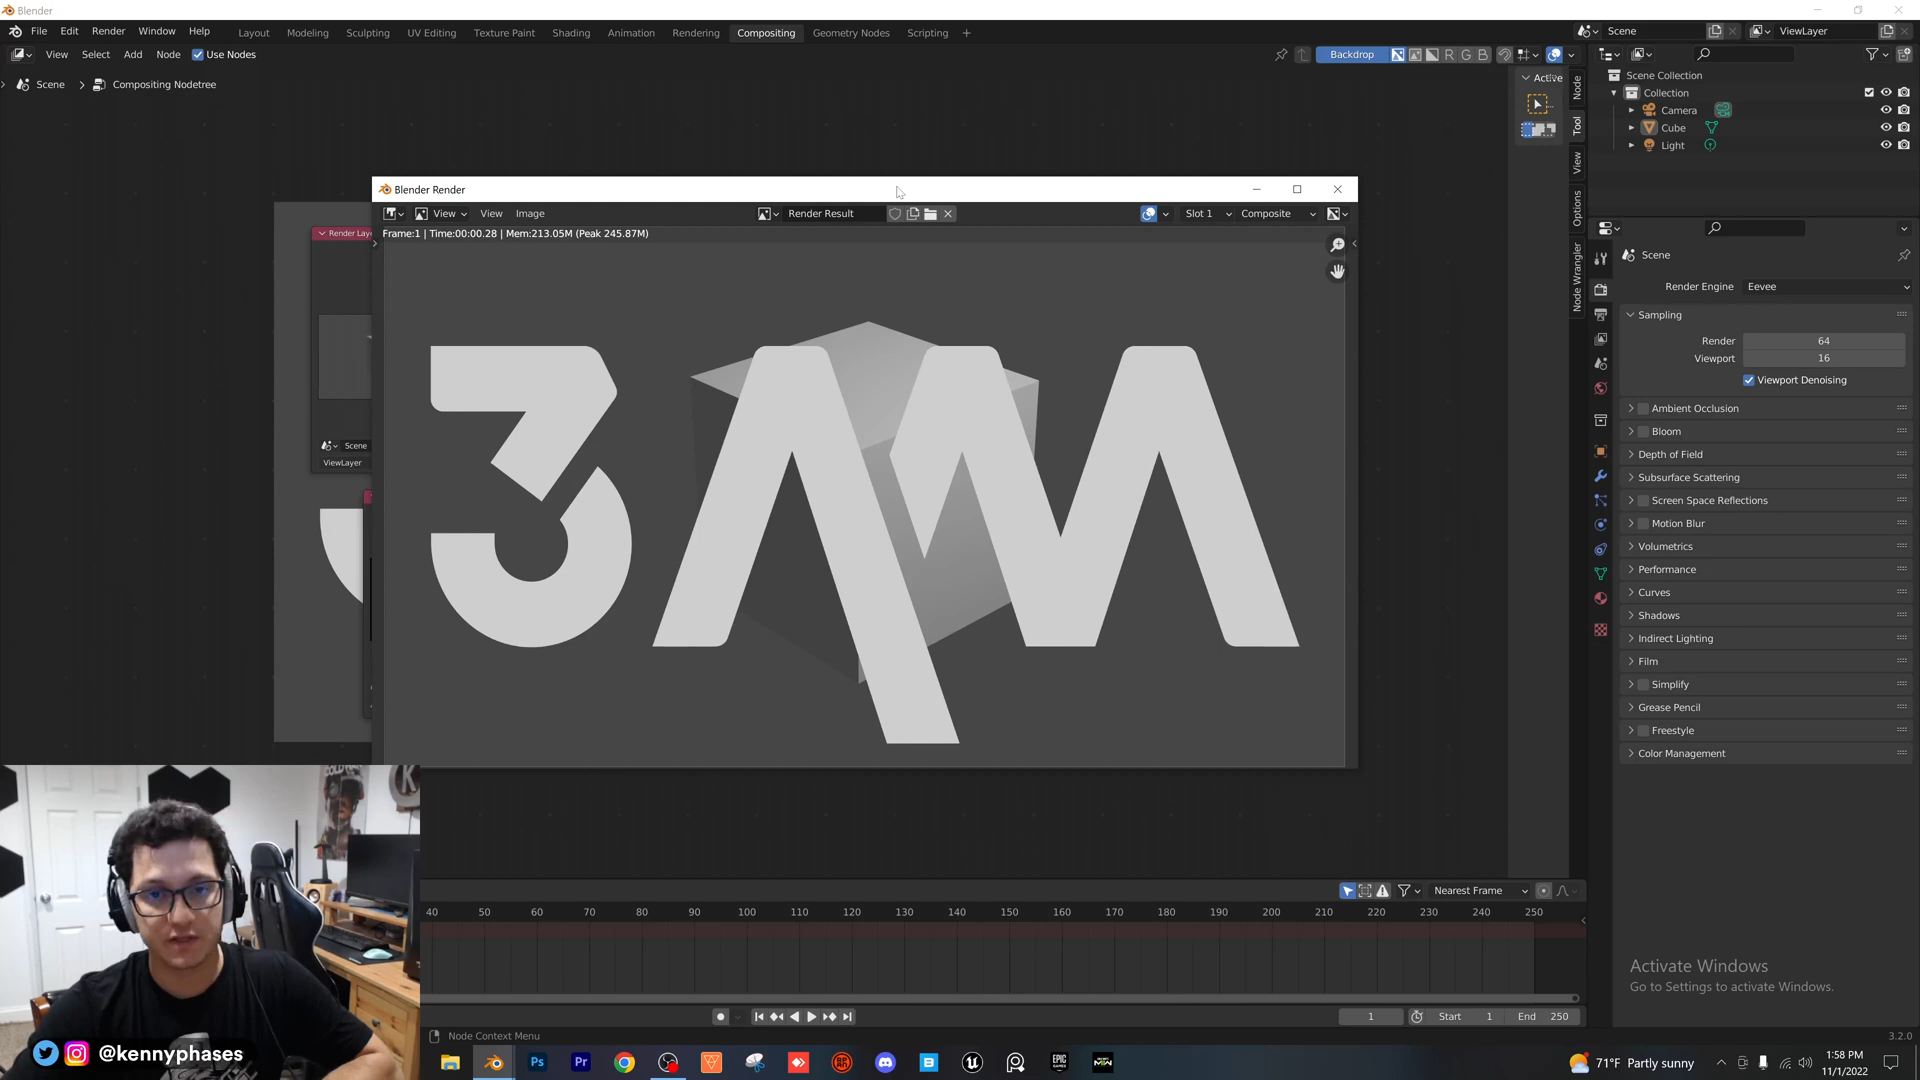 Blender
File Edit Render Window Help
Layout Modeling Sculpting UV Editing Texture Paint Shading Animation Rendering Compositing Geometry Nodes Scripting +
Scene ViewLayer
View Select Add Node Use Nodes
Backdrop R G B
Scene > Compositing Nodetree
Active
Node
Tool
View
Options
Node Wrangler
Scene Collection
Collection
Camera
Cube
Light
Blender Render
View View Image Render Result Slot 1 Composite
Frame:1 | Time:00:00.28 | Mem:213.05M (Peak 245.87M)
Render Laye
Scene
ViewLayer
3AM
Scene
Render Engine Eevee
Sampling
Render 64
Viewport 16
Viewport Denoising
Ambient Occlusion
Bloom
Depth of Field
Subsurface Scattering
Screen Space Reflections
Motion Blur
Volumetrics
Performance
Curves
Shadows
Indirect Lighting
Film
Simplify
Grease Pencil
Freestyle
Color Management
Nearest Frame
40 50 60 70 80 90 100 110 120 130 140 150 160 170 180 190 200 210 220 230 240 250
Activate Windows
Go to Settings to activate Windows.
1 Start 1 End 250
Node Context Menu
3.2.0
@kennyphases
Ps Pr
EPIC GAMES
71°F Partly sunny
1:58 PM
11/1/2022